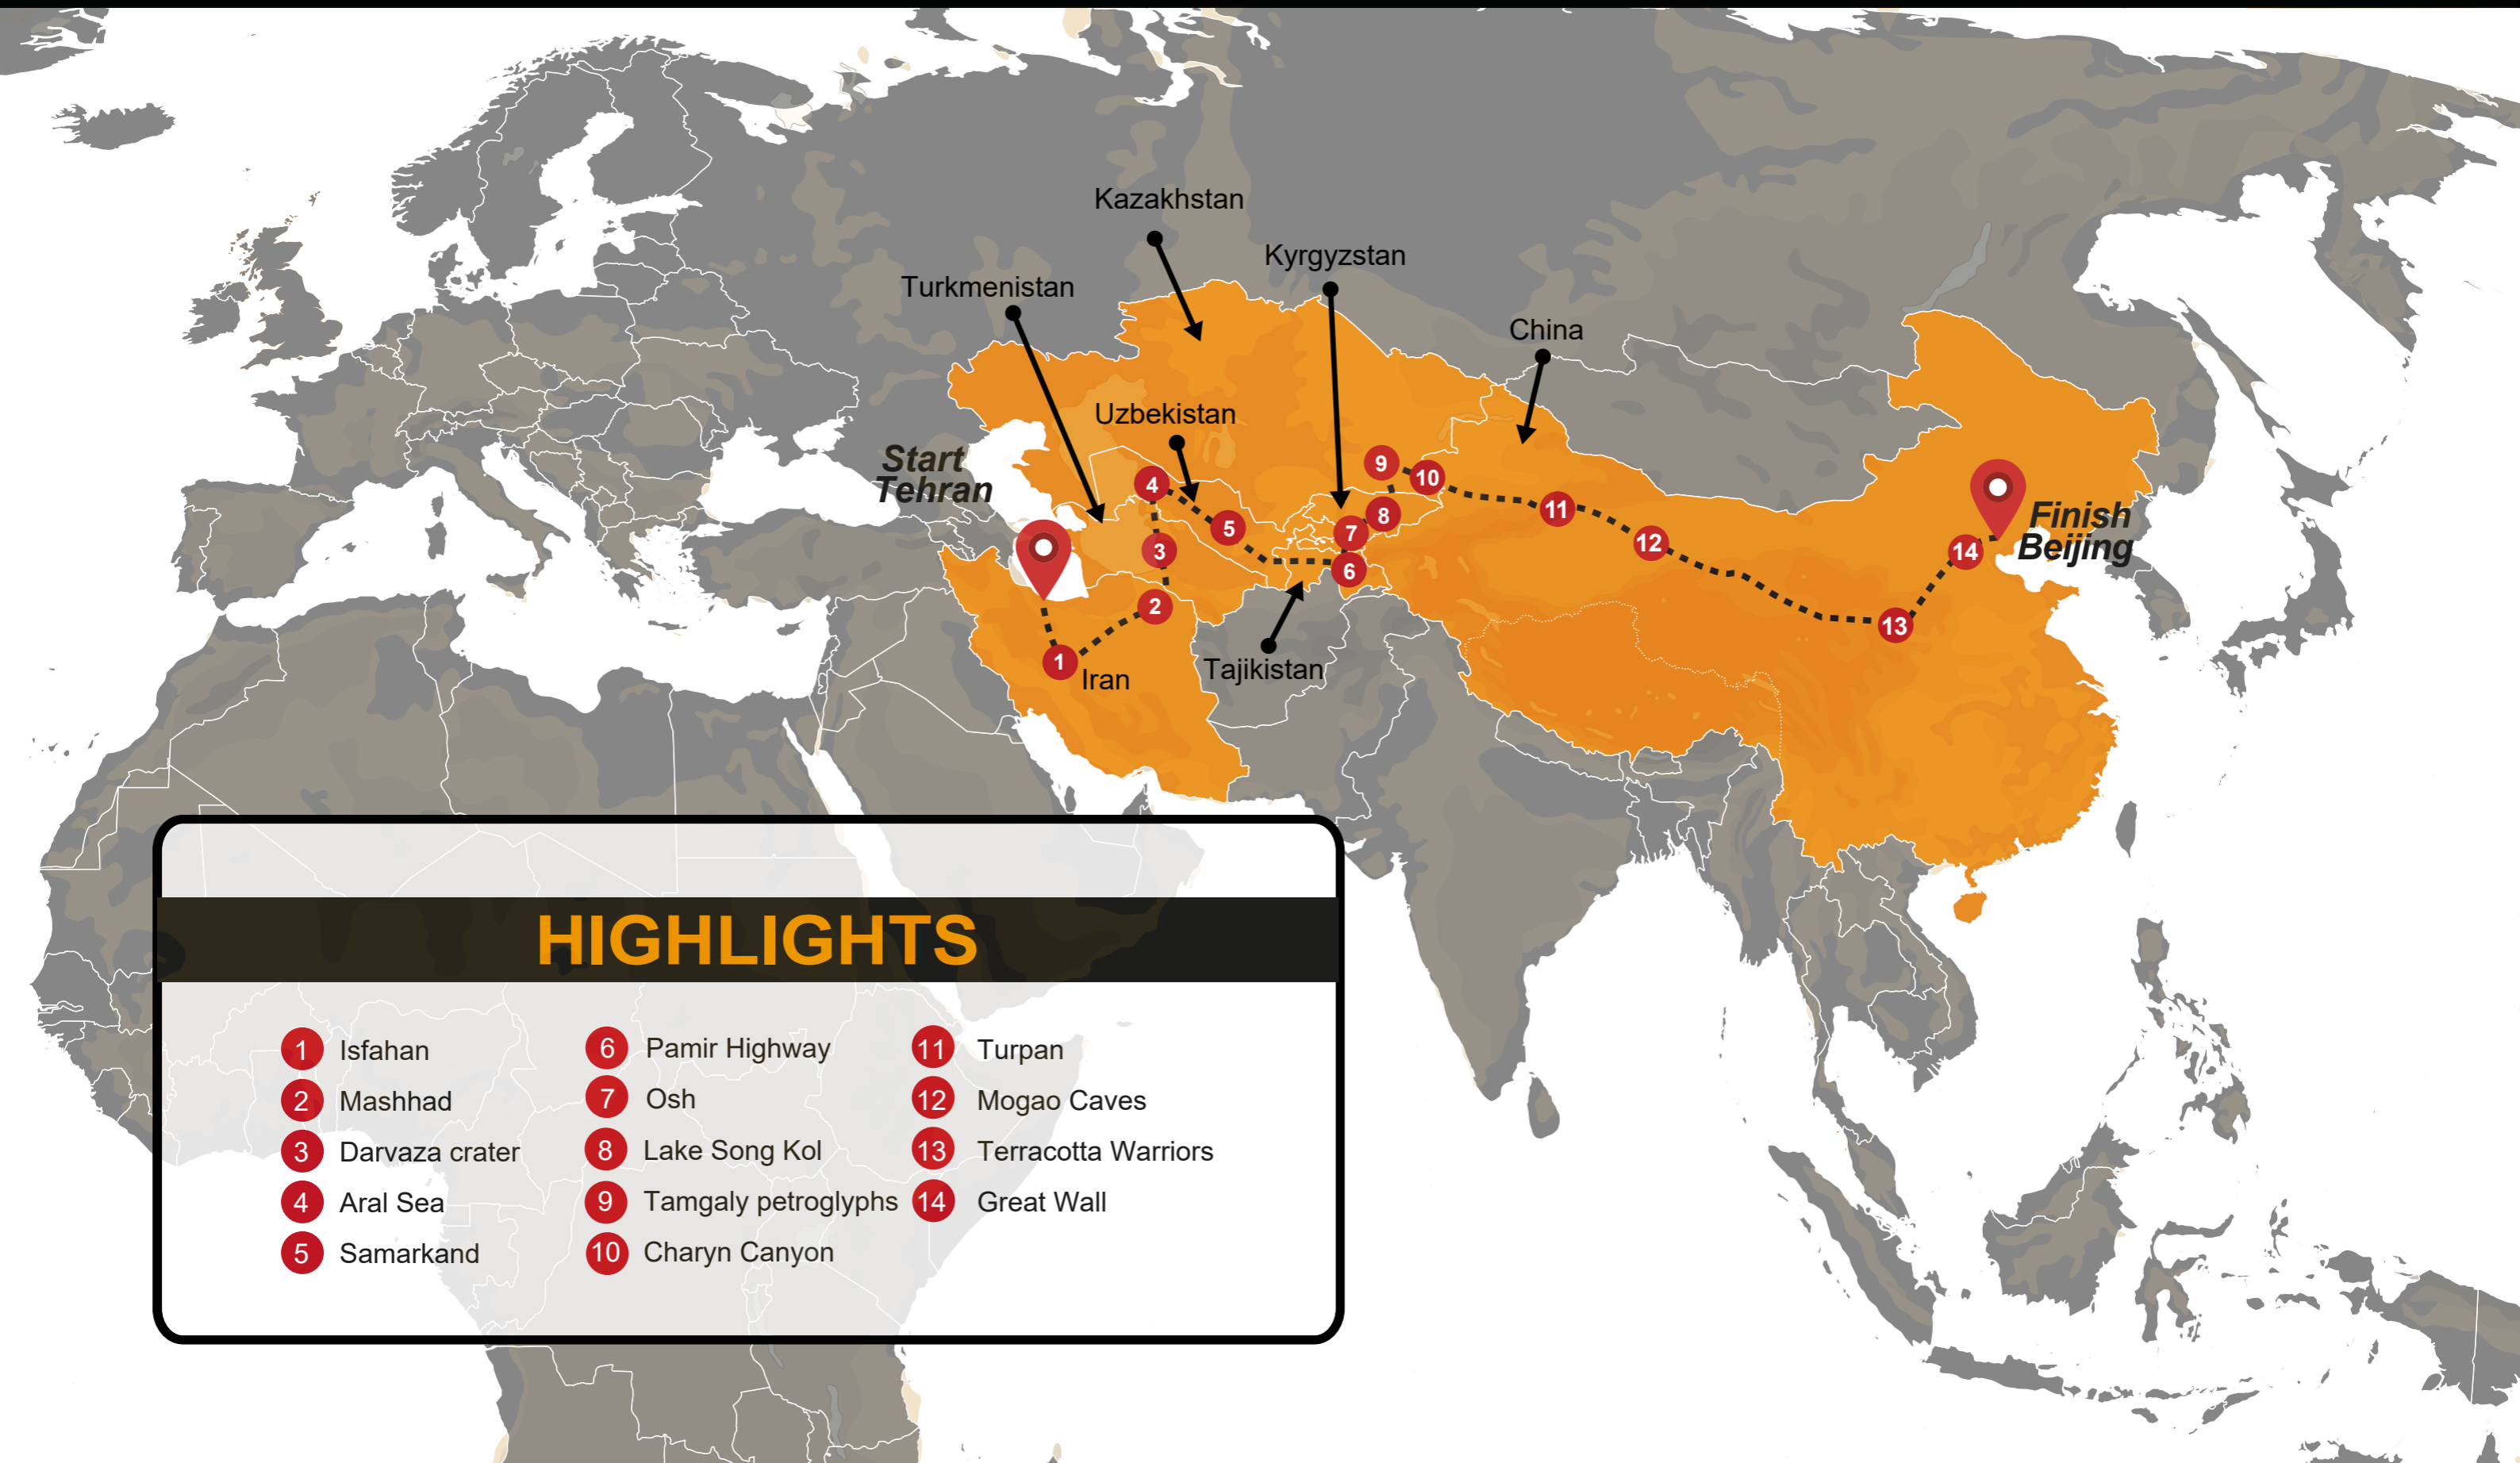 Kazakhstan
Kyrgyzstan
Turkmenistan
China
Uzbekistan
Start
Tehran
9
10
4
11
8
5
7
12
Finish
Beijing
3
14
6
2
13
1
Iran
Tajikistan
HIGHLIGHTS
1 Isfahan
2 Mashhad
3 Darvaza crater
4 Aral Sea
5 Samarkand
6 Pamir Highway
7 Osh
8 Lake Song Kol
9 Tamgaly petroglyphs
10 Charyn Canyon
11 Turpan
12 Mogao Caves
13 Terracotta Warriors
14 Great Wall